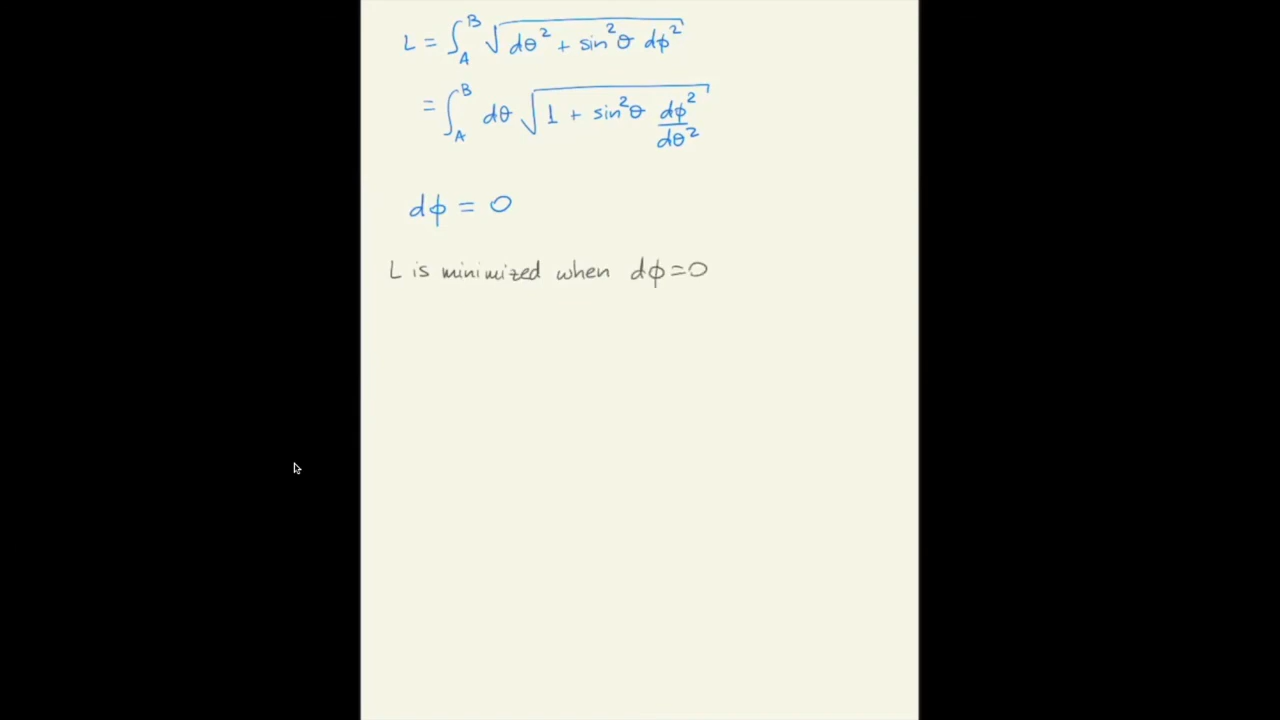 L = ∫_A^B √(dθ² + sin²θ dϕ²)
= ∫_A^B dθ √(1 + sin²θ dϕ²/dθ²)
dϕ = 0
L is minimized when dϕ=0